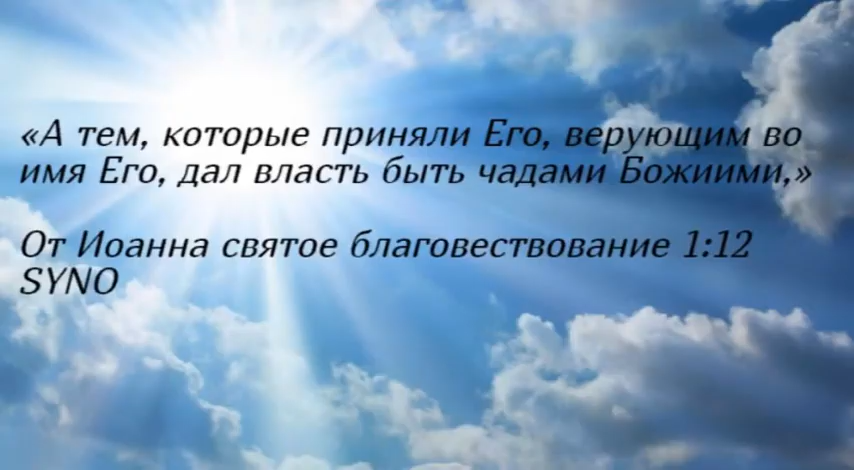 «А тем, которые приняли Его, верующим во
имя Его, дал власть быть чадами Божиими,»
От Иоанна святое благовествование 1:12
SYNO